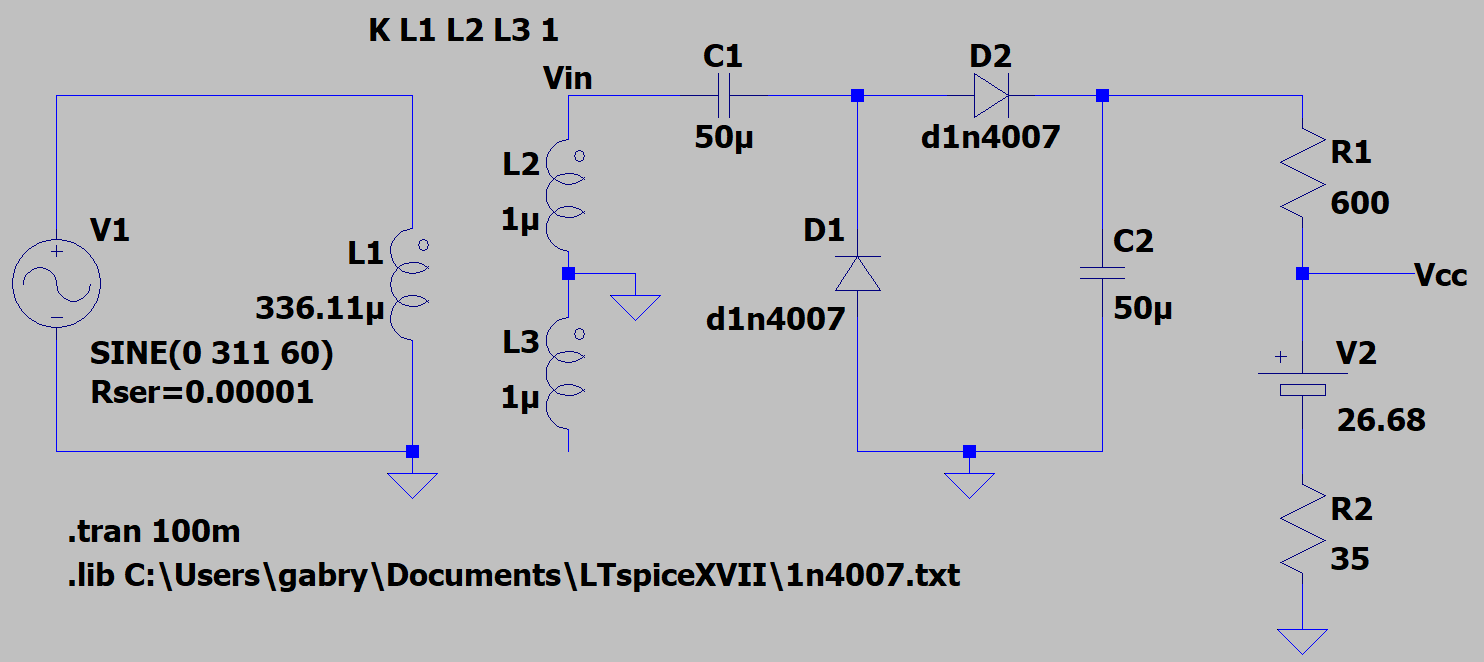 K L1 L2 L3 1
Vin
C1
50µ
D2
d1n4007
V1
SINE(0 311 60)
Rser=0.00001
L1
336.11µ
L2
1µ
L3
1µ
D1
d1n4007
C2
50µ
R1
600
Vcc
V2
26.68
R2
35
.tran 100m
.lib C:\Users\gabry\Documents\LTspiceXVII\1n4007.txt